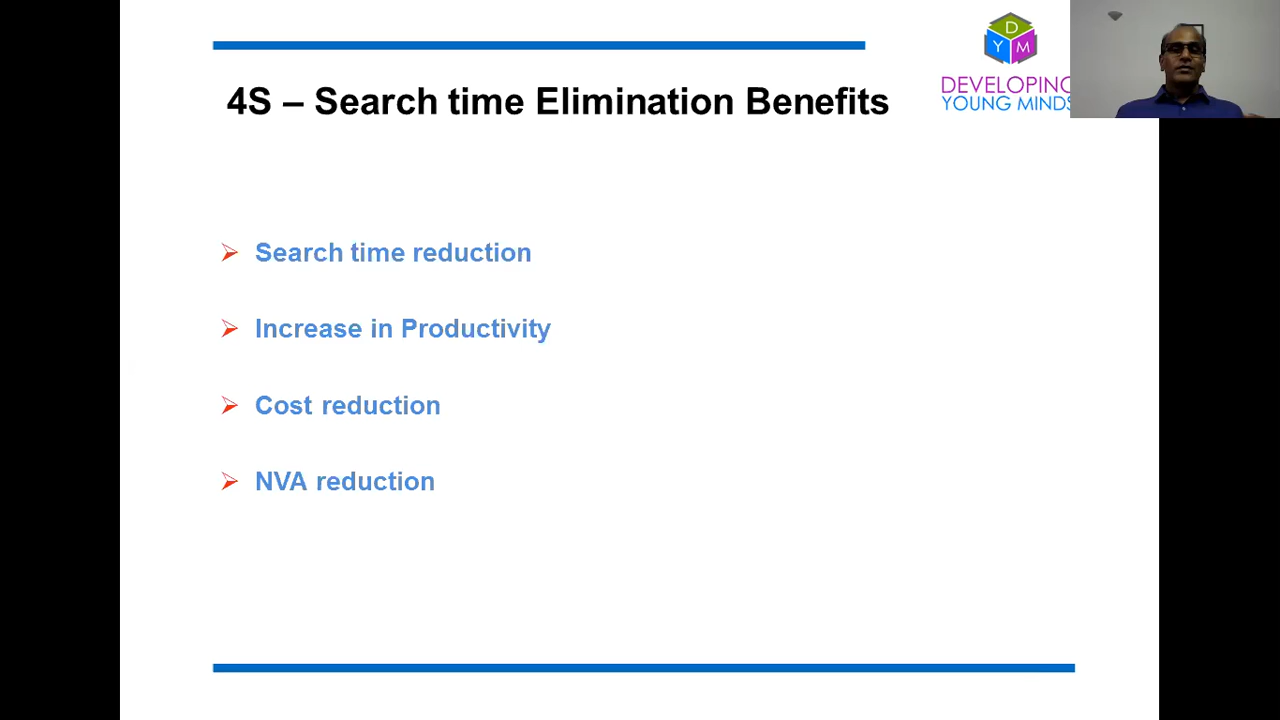 D
Y M
DEVELOPING
YOUNG MINDS
4S – Search time Elimination Benefits
Search time reduction
Increase in Productivity
Cost reduction
NVA reduction